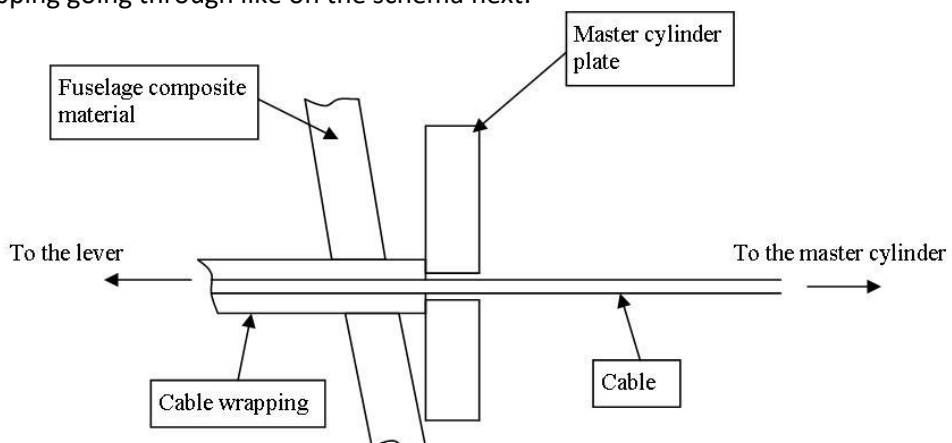 going through like on the schema next:
Master cylinder
plate
Fuselage composite
material
To the lever
To the master cylinder
Cable
Cable wrapping